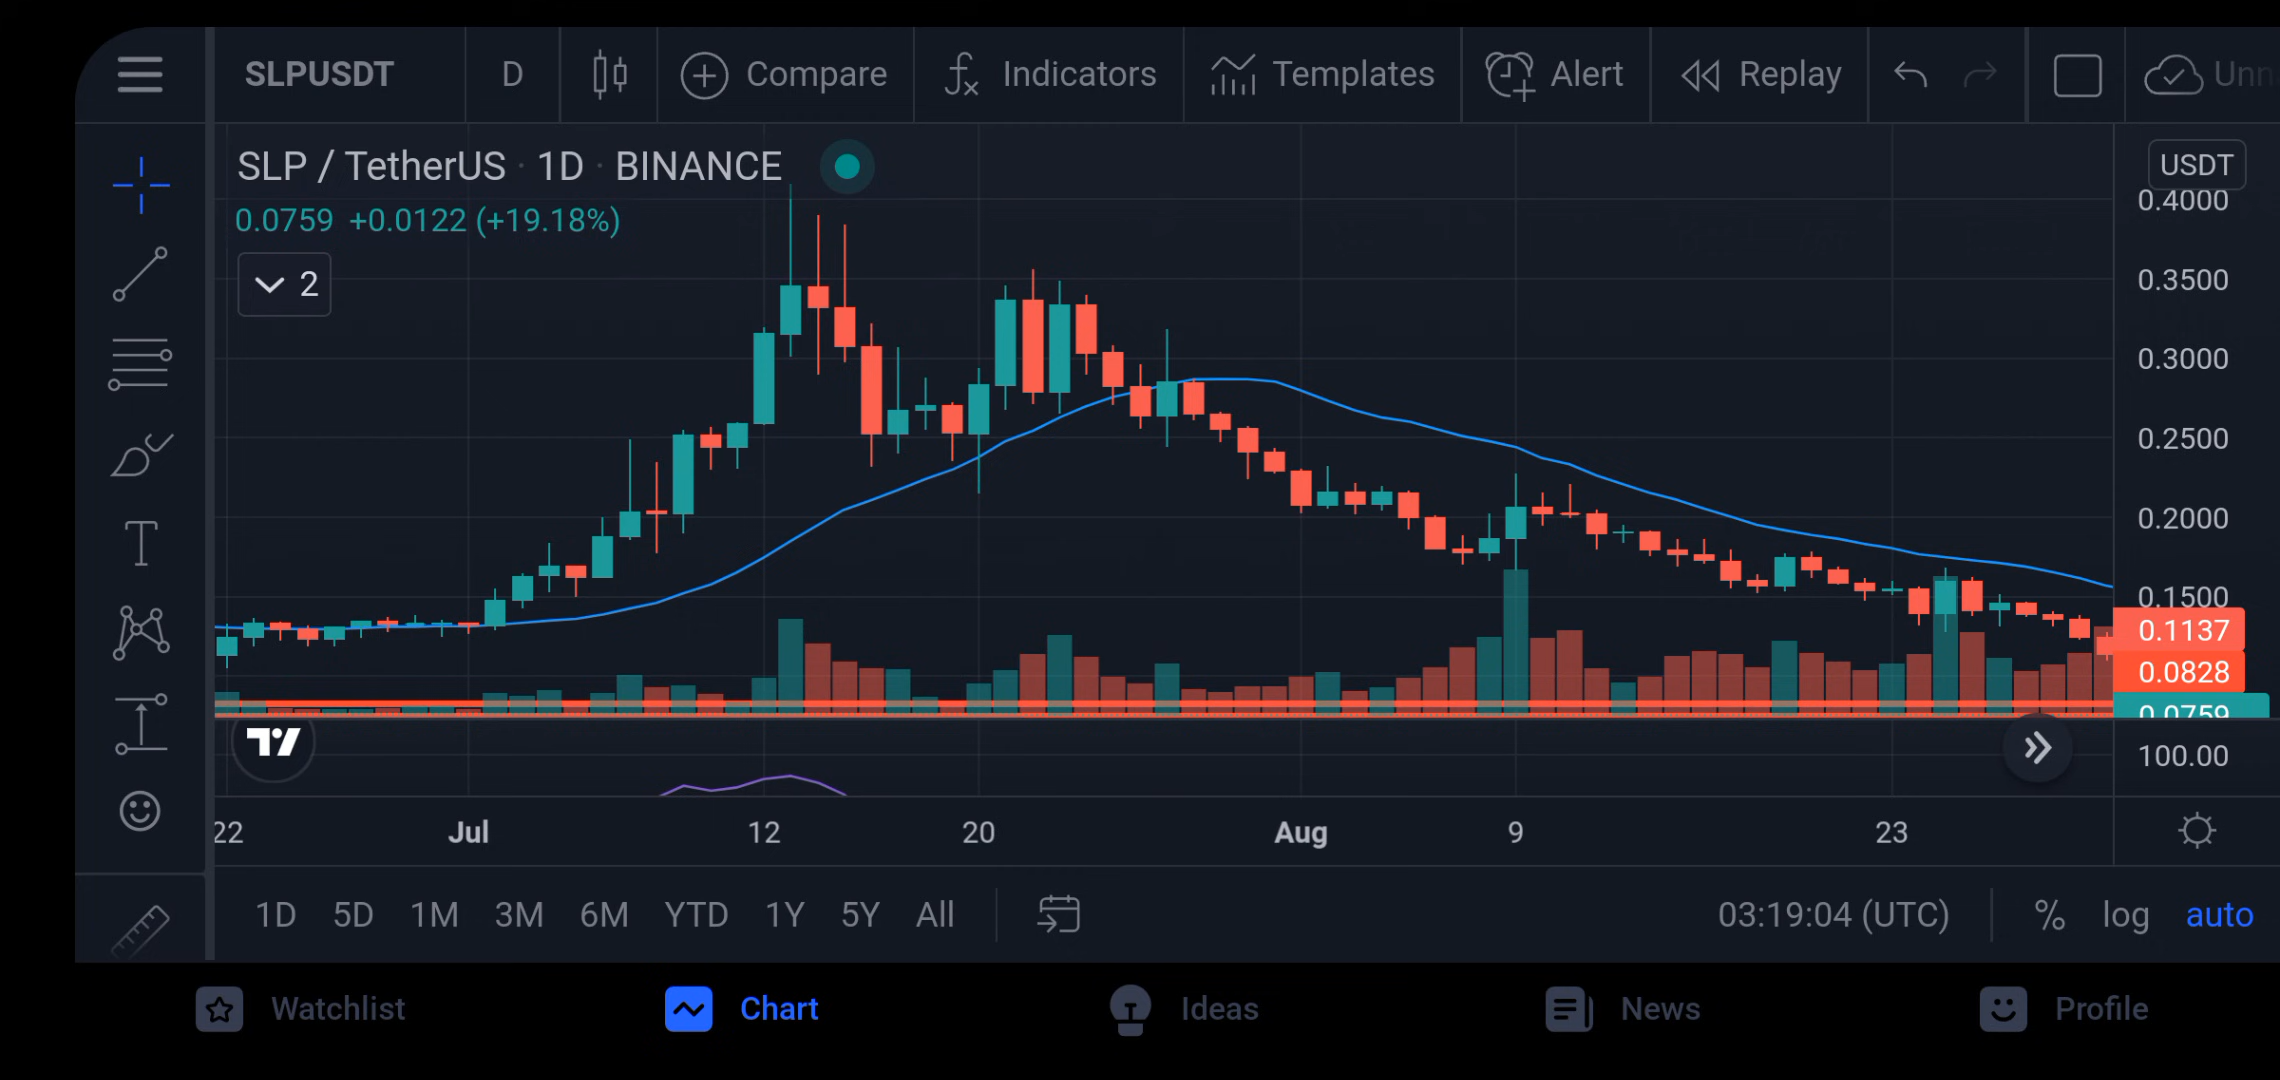 SLPUSDT D Compare Indicators Templates Alert Replay Unn
SLP / TetherUS · 1D · BINANCE
USDT
0.0759 +0.0122 (+19.18%)
2
0.4000
0.3500
0.3000
0.2500
0.2000
0.1500
0.1137
0.0828
0.0759
100.00
22 Jul 12 20 Aug 9 23
1D 5D 1M 3M 6M YTD 1Y 5Y All 03:19:04 (UTC) % log auto
Watchlist Chart Ideas News Profile